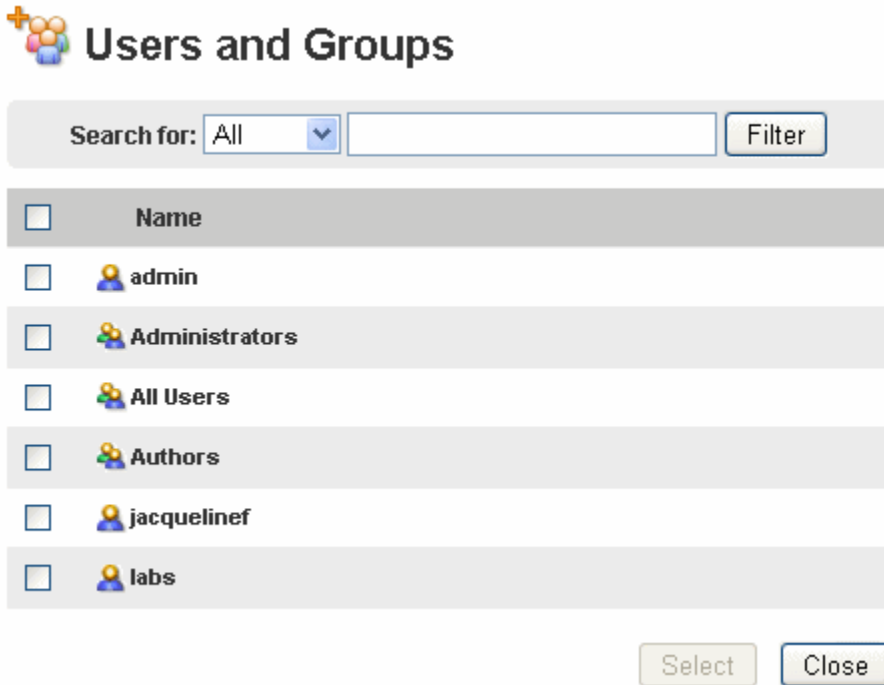 Users and Groups
Search for: All Filter
Name
admin
Administrators
All Users
Authors
jacquelinef
labs
Select Close